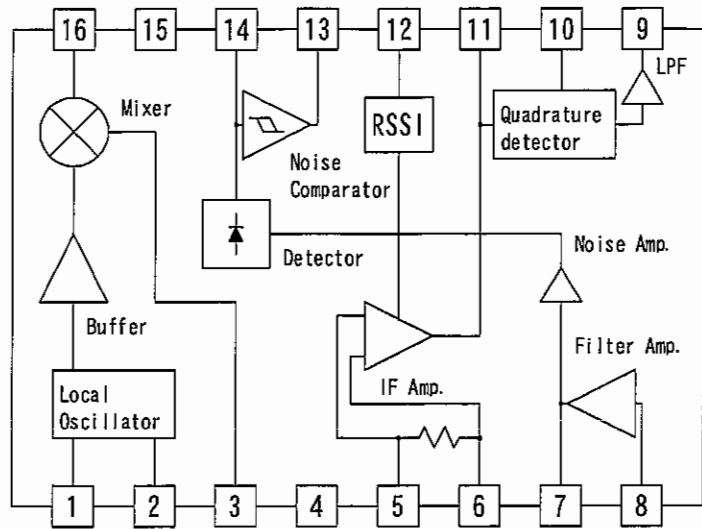 16 15 14 13 12 11 10 9
LPF
Mixer
RSSI
Quadrature
detector
Noise
Comparator
Detector
Noise Amp.
Buffer
Filter Amp.
Local
Oscillator
IF Amp.
1 2 3 4 5 6 7 8